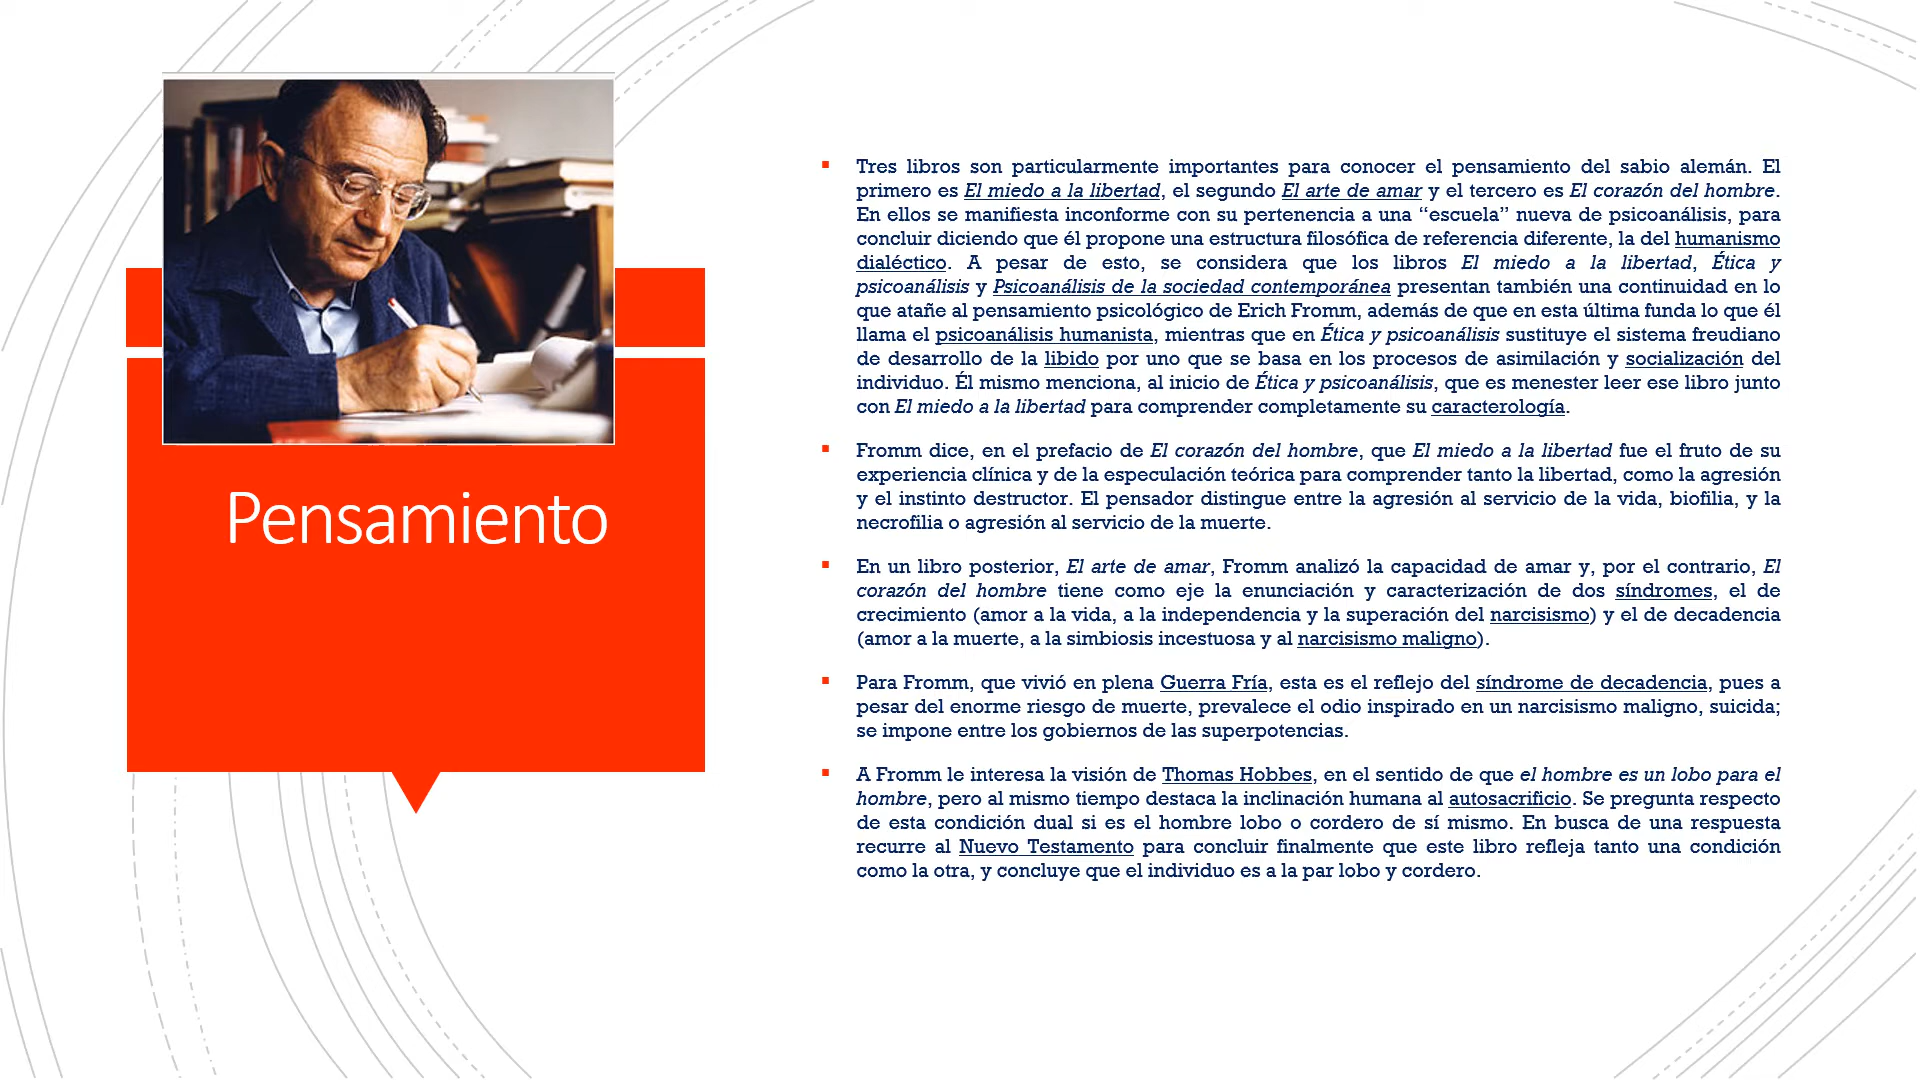 Pensamiento
Tres libros son particularmente importantes para conocer el pensamiento del sabio alemán. El
primero es El miedo a la libertad, el segundo El arte de amar y el tercero es El corazón del hombre.
En ellos se manifiesta inconforme con su pertenencia a una “escuela” nueva de psicoanálisis, para
concluir diciendo que él propone una estructura filosófica de referencia diferente, la del humanismo
dialéctico. A pesar de esto, se considera que los libros El miedo a la libertad, Ética y
psicoanálisis y Psicoanálisis de la sociedad contemporánea presentan también una continuidad en lo
que atañe al pensamiento psicológico de Erich Fromm, además de que en esta última funda lo que él
llama el psicoanálisis humanista, mientras que en Ética y psicoanálisis sustituye el sistema freudiano
de desarrollo de la libido por uno que se basa en los procesos de asimilación y socialización del
individuo. Él mismo menciona, al inicio de Ética y psicoanálisis, que es menester leer ese libro junto
con El miedo a la libertad para comprender completamente su caracterología.
Fromm dice, en el prefacio de El corazón del hombre, que El miedo a la libertad fue el fruto de su
experiencia clínica y de la especulación teórica para comprender tanto la libertad, como la agresión
y el instinto destructor. El pensador distingue entre la agresión al servicio de la vida, biofilia, y la
necrofilia o agresión al servicio de la muerte.
En un libro posterior, El arte de amar, Fromm analizó la capacidad de amar y, por el contrario, El
corazón del hombre tiene como eje la enunciación y caracterización de dos síndromes, el de
crecimiento (amor a la vida, a la independencia y la superación del narcisismo) y el de decadencia
(amor a la muerte, a la simbiosis incestuosa y al narcisismo maligno).
Para Fromm, que vivió en plena Guerra Fría, esta es el reflejo del síndrome de decadencia, pues a
pesar del enorme riesgo de muerte, prevalece el odio inspirado en un narcisismo maligno, suicida;
se impone entre los gobiernos de las superpotencias.
A Fromm le interesa la visión de Thomas Hobbes, en el sentido de que el hombre es un lobo para el
hombre, pero al mismo tiempo destaca la inclinación humana al autosacrificio. Se pregunta respecto
de esta condición dual si es el hombre lobo o cordero de sí mismo. En busca de una respuesta
recurre al Nuevo Testamento para concluir finalmente que este libro refleja tanto una condición
como la otra, y concluye que el individuo es a la par lobo y cordero.